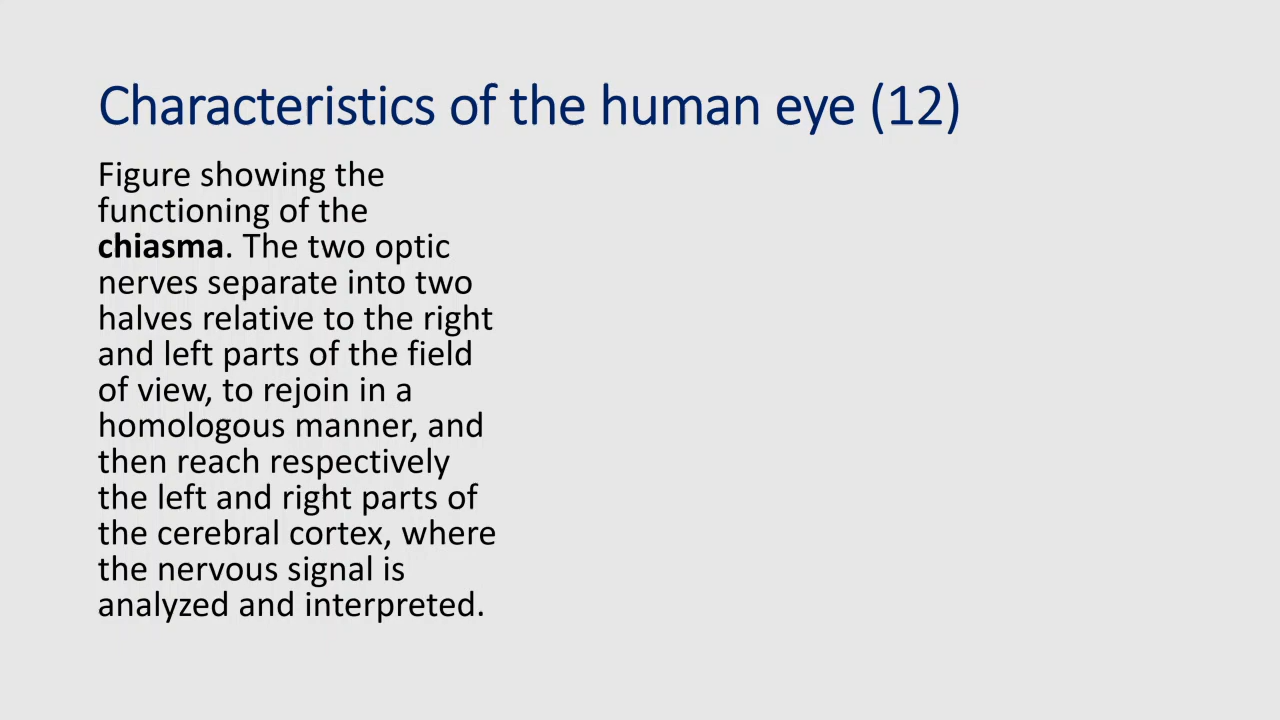 Characteristics of the human eye (12)
Figure showing the
functioning of the
chiasma. The two optic
nerves separate into two
halves relative to the right
and left parts of the field
of view, to rejoin in a
homologous manner, and
then reach respectively
the left and right parts of
the cerebral cortex, where
the nervous signal is
analyzed and interpreted.